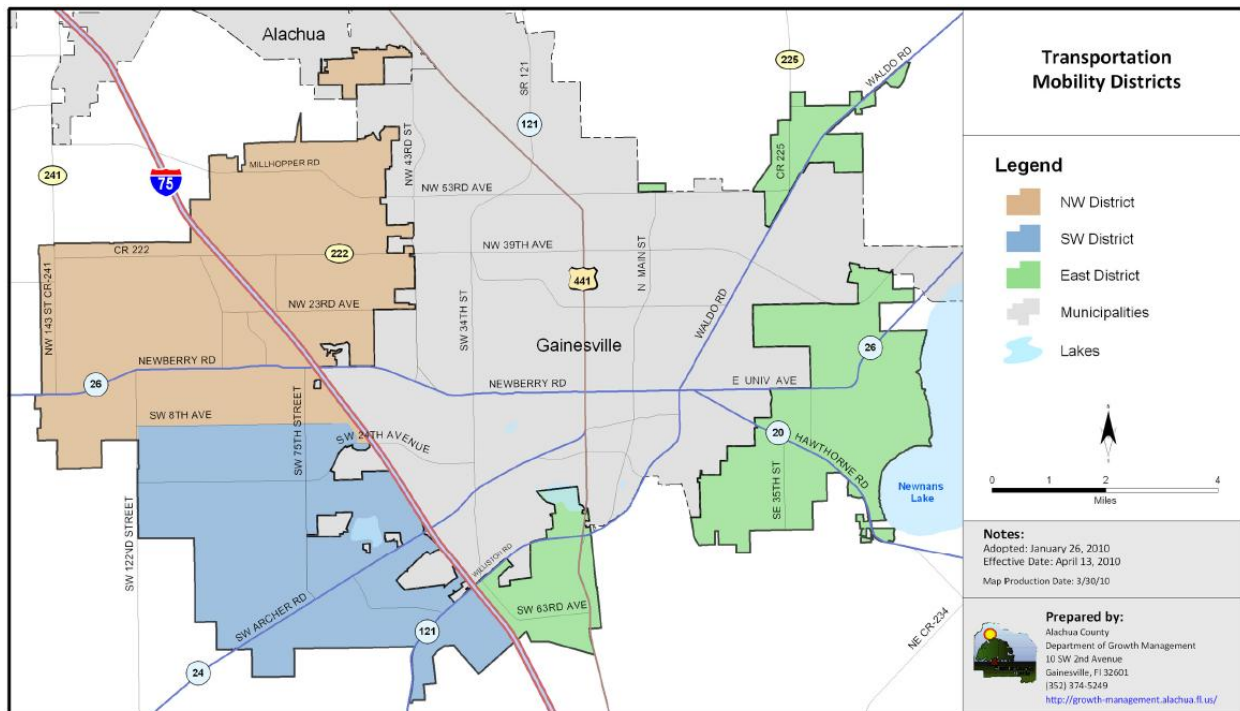 Alachua
225
WALDO RD
SR 121
121
NW 43RD ST
MILLHOPPER RD
241
75
CR 225
NW 53RD AVE
CR 222
222
NW 39TH AVE
441
N MAIN ST
NW 143 ST CR-241
NW 23RD AVE
SW 34TH ST
WALDO RD
Gainesville
26
NEWBERRY RD
26
NEWBERRY RD
E UNIV AVE
SW 8TH AVE
SW 75TH STREET
SW 24TH AVENUE
20
HAWTHORNE RD
SE 35TH ST
Newnans
Lake
SW 122ND STREET
WILLISTON RD
SW 63RD AVE
SW ARCHER RD
121
24
NE CR-234
Transportation
Mobility Districts
Legend
NW District
SW District
East District
Municipalities
Lakes
N
0 1 2 4
Miles
Notes:
Adopted: January 26, 2010
Effective Date: April 13, 2010
Map Production Date: 3/30/10
Prepared by:
Alachua County
Department of Growth Management
10 SW 2nd Avenue
Gainesville, Fl 32601
(352) 374-5249
http://growth-management.alachua.fl.us/